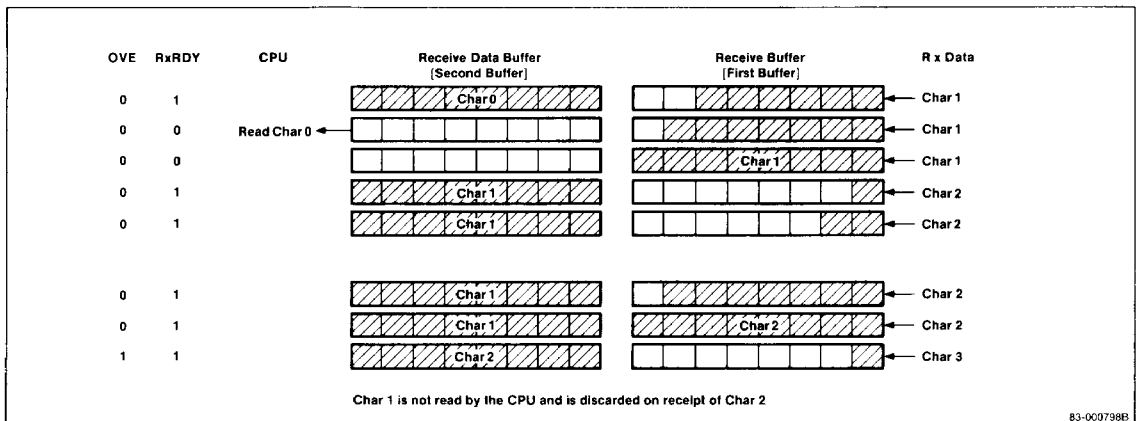 OVE RxRDY CPU Receive Data Buffer Receive Buffer R x Data
[Second Buffer] [First Buffer]
0 1 Char 0 Char 1
0 0 Read Char 0 Char 1
0 0 Char 1 Char 1
0 1 Char 1 Char 2
0 1 Char 1 Char 2
0 1 Char 1 Char 2
0 1 Char 1 Char 2 Char 2
1 1 Char 2 Char 3
Char 1 is not read by the CPU and is discarded on receipt of Char 2
83-000798B